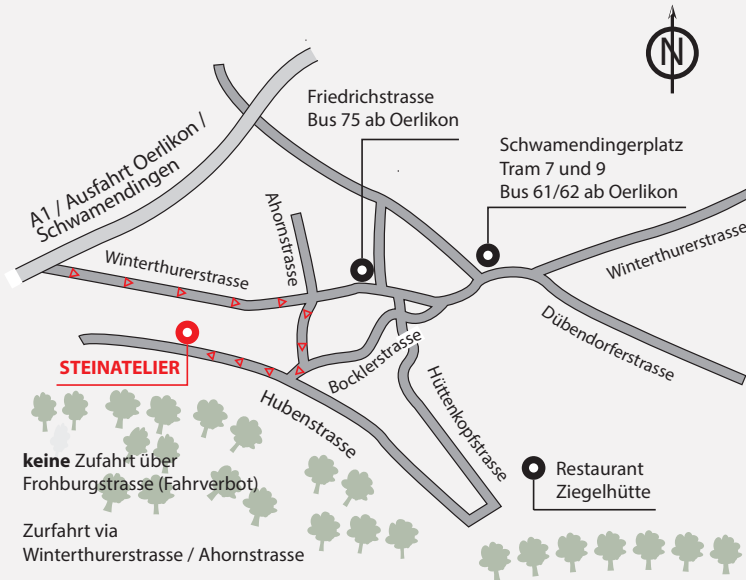 N
Friedrichstrasse
Bus 75 ab Oerlikon
Schwamendingerplatz
Tram 7 und 9
Bus 61/62 ab Oerlikon
A1 / Ausfahrt Oerlikon /
Schwamendingen
Ahornstrasse
Winterthurerstrasse
Winterthurerstrasse
Dübendorferstrasse
STEINATELIER
Bocklerstrasse
Hubenstrasse
Hüttenkopfstrasse
keine Zufahrt über
Frohburgstrasse (Fahrverbot)
Restaurant
Ziegelhütte
Zurfahrt via
Winterthurerstrasse / Ahornstrasse